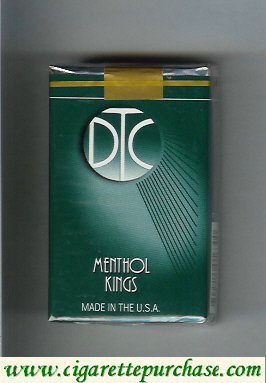 DTC
MENTHOL
KINGS
MADE IN THE U.S.A.
www.cigarettepurchase.com